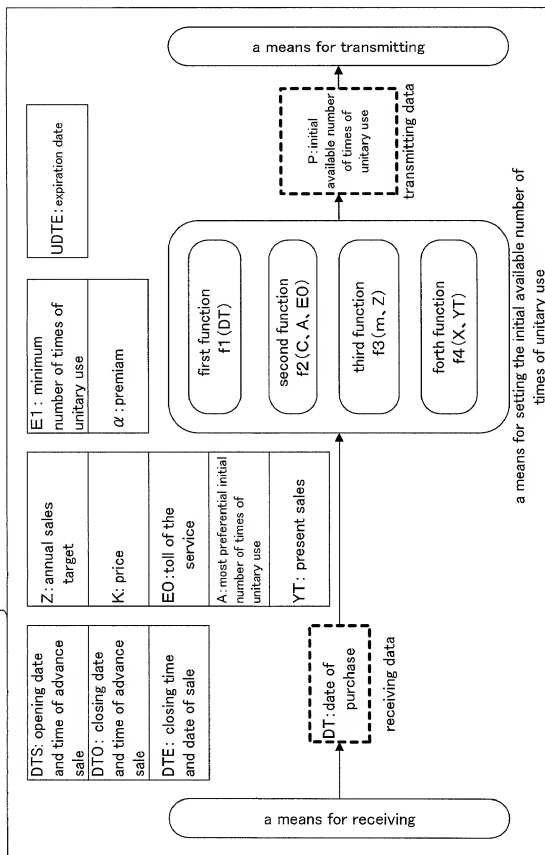 DTS: opening date
and time of advance
sale
DTO: closing date
and time of advance
sale
DTE: closing time
and date of sale
Z: annual sales
target
K: price
EO: toll of the
service
A: most preferential initial
number of times of
unitary use
YT: present sales
E1: minimum
number of times of
unitary use
α: premiam
UDTE: expiration date
a means for receiving
DT: date of
purchase
receiving data
first function
f1(DT)
second function
f2(C、A、EO)
third function
f3(m、Z)
forth function
f4(X、YT)
a means for setting the initial available number of
times of unitary use
P: initial
available number
of times of
unitary use
transmitting data
a means for transmitting